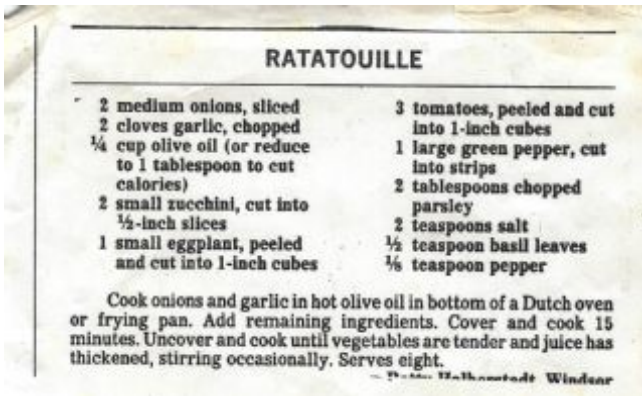 RATATOUILLE
2 medium onions, sliced
2 cloves garlic, chopped
¼ cup olive oil (or reduce
to 1 tablespoon to cut
calories)
2 small zucchini, cut into
½-inch slices
1 small eggplant, peeled
and cut into 1-inch cubes
3 tomatoes, peeled and cut
into 1-inch cubes
1 large green pepper, cut
into strips
2 tablespoons chopped
parsley
2 teaspoons salt
½ teaspoon basil leaves
⅛ teaspoon pepper
Cook onions and garlic in hot olive oil in bottom of a Dutch oven
or frying pan. Add remaining ingredients. Cover and cook 15
minutes. Uncover and cook until vegetables are tender and juice has
thickened, stirring occasionally. Serves eight.
Windsor